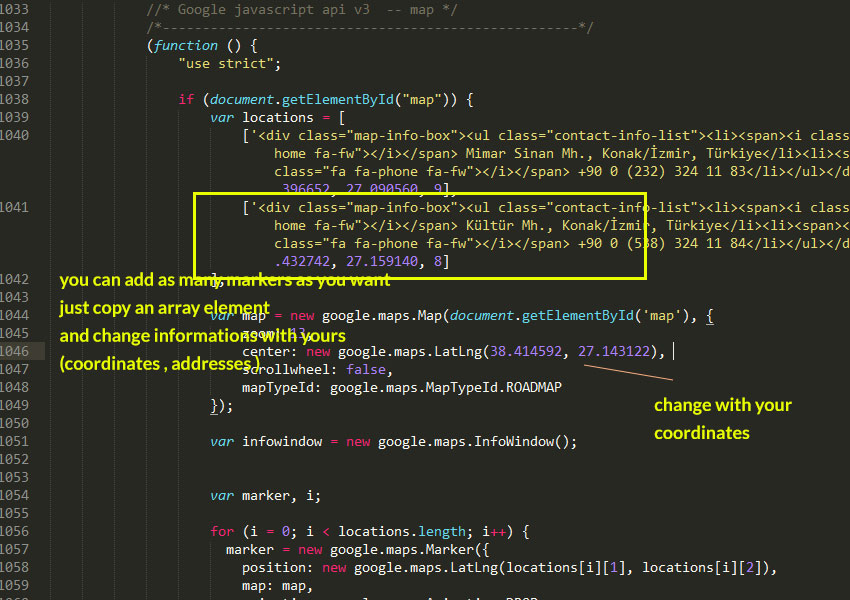 1033 //* Google javascript api v3  -- map */
1034 /*----------------------------------------------------*/
1035 (function () {
1036 "use strict";
1037
1038 if (document.getElementById("map")) {
1039 var locations = [
1040 ['<div class="map-info-box"><ul class="contact-info-list"><li><span><i class
home fa-fw"></i></span> Mimar Sinan Mh., Konak/İzmir, Türkiye</li><li><s
class="fa fa-phone fa-fw"></i></span> +90 0 (232) 324 11 83</li></ul></d
.396652, 27.090560, 9],
1041 ['<div class="map-info-box"><ul class="contact-info-list"><li><span><i class
home fa-fw"></i></span> Kültür Mh., Konak/İzmir, Türkiye</li><li><span><
class="fa fa-phone fa-fw"></i></span> +90 0 (538) 324 11 84</li></ul></d
.432742, 27.159140, 8]
1042 ];
you can add as many markers as you want
1043
just copy an array element
1044 var map = new google.maps.Map(document.getElementById('map'), {
1045 zoom: 13,
and change informations with yours
1046 center: new google.maps.LatLng(38.414592, 27.143122),
(coordinates , addresses )
1047 scrollwheel: false,
1048 mapTypeId: google.maps.MapTypeId.ROADMAP
1049 });
change with your
coordinates
1050
1051 var infowindow = new google.maps.InfoWindow();
1052
1053
1054 var marker, i;
1055
1056 for (i = 0; i < locations.length; i++) {
1057 marker = new google.maps.Marker({
1058 position: new google.maps.LatLng(locations[i][1], locations[i][2]),
1059 map: map,